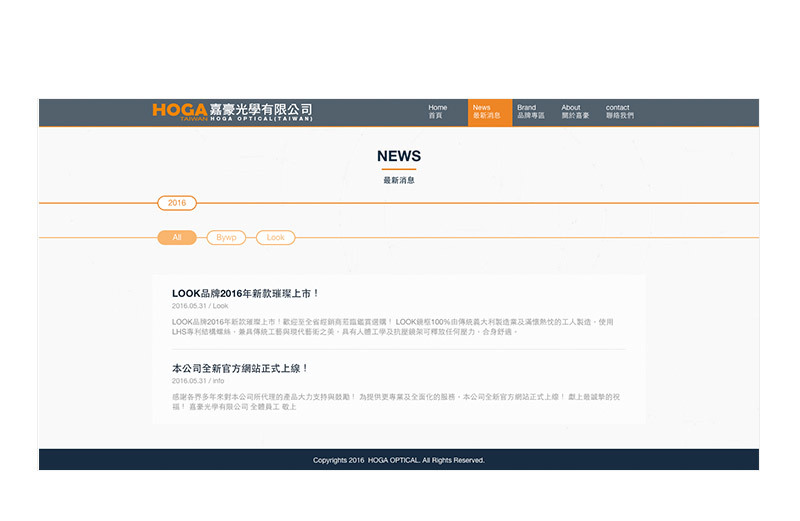 HOGA 嘉豪光學有限公司
TAIWAN HOGA OPTICAL(TAIWAN)
Home News Brand About contact
首頁 最新消息 品牌專區 關於嘉豪 聯絡我們
NEWS
最新消息
2016
All Bywp Look
LOOK品牌2016年新款璀璨上市！
2016.05.31 / Look
LOOK品牌2016年新款璀璨上市！歡迎至全省經銷商蒞臨鑑賞選購！ LOOK鏡框100%由傳統義大利製造業及滿懷熱忱的工人製造。使用
LHS專利結構螺絲，兼具傳統工藝與現代藝術之美，具有人體工學及抗壓鏡架可釋放任何壓力，合身舒適。
本公司全新官方網站正式上線！
2016.05.31 / info
感謝各界多年來對本公司所代理的產品大力支持與鼓勵！ 為提供更專業及全面化的服務，本公司全新官方網站正式上線！ 獻上最誠摯的祝
福！ 嘉豪光學有限公司 全體員工 敬上
Copyrights 2016 HOGA OPTICAL. All Rights Reserved.